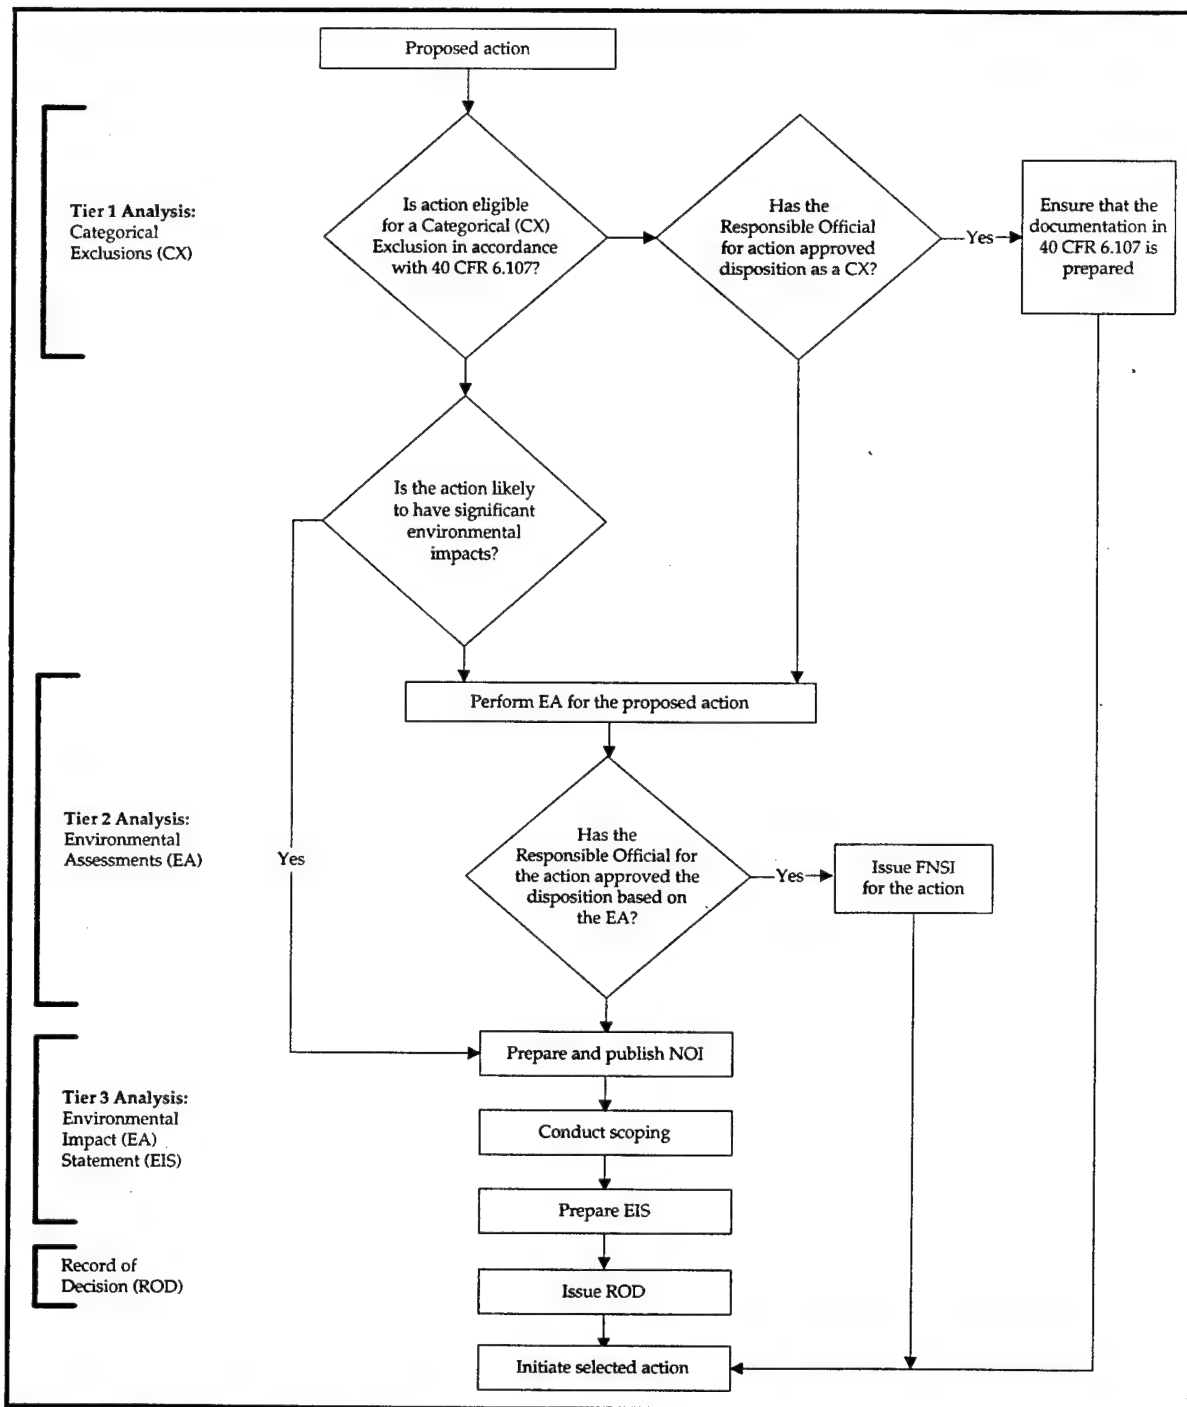 Proposed action
Tier 1 Analysis:
Categorical
Exclusions (CX)
Is action eligible
for a Categorical (CX)
Exclusion in accordance
with 40 CFR 6.107?
Has the
Responsible Official
for action approved
disposition as a CX?
Yes
Ensure that the
documentation in
40 CFR 6.107 is
prepared
Is the action likely
to have significant
environmental
impacts?
Perform EA for the proposed action
Tier 2 Analysis:
Environmental
Assessments (EA)
Yes
Has the
Responsible Official for
the action approved the
disposition based on
the EA?
Yes
Issue FNSI
for the action
Prepare and publish NOI
Tier 3 Analysis:
Environmental
Impact (EA)
Statement (EIS)
Conduct scoping
Prepare EIS
Record of
Decision (ROD)
Issue ROD
Initiate selected action